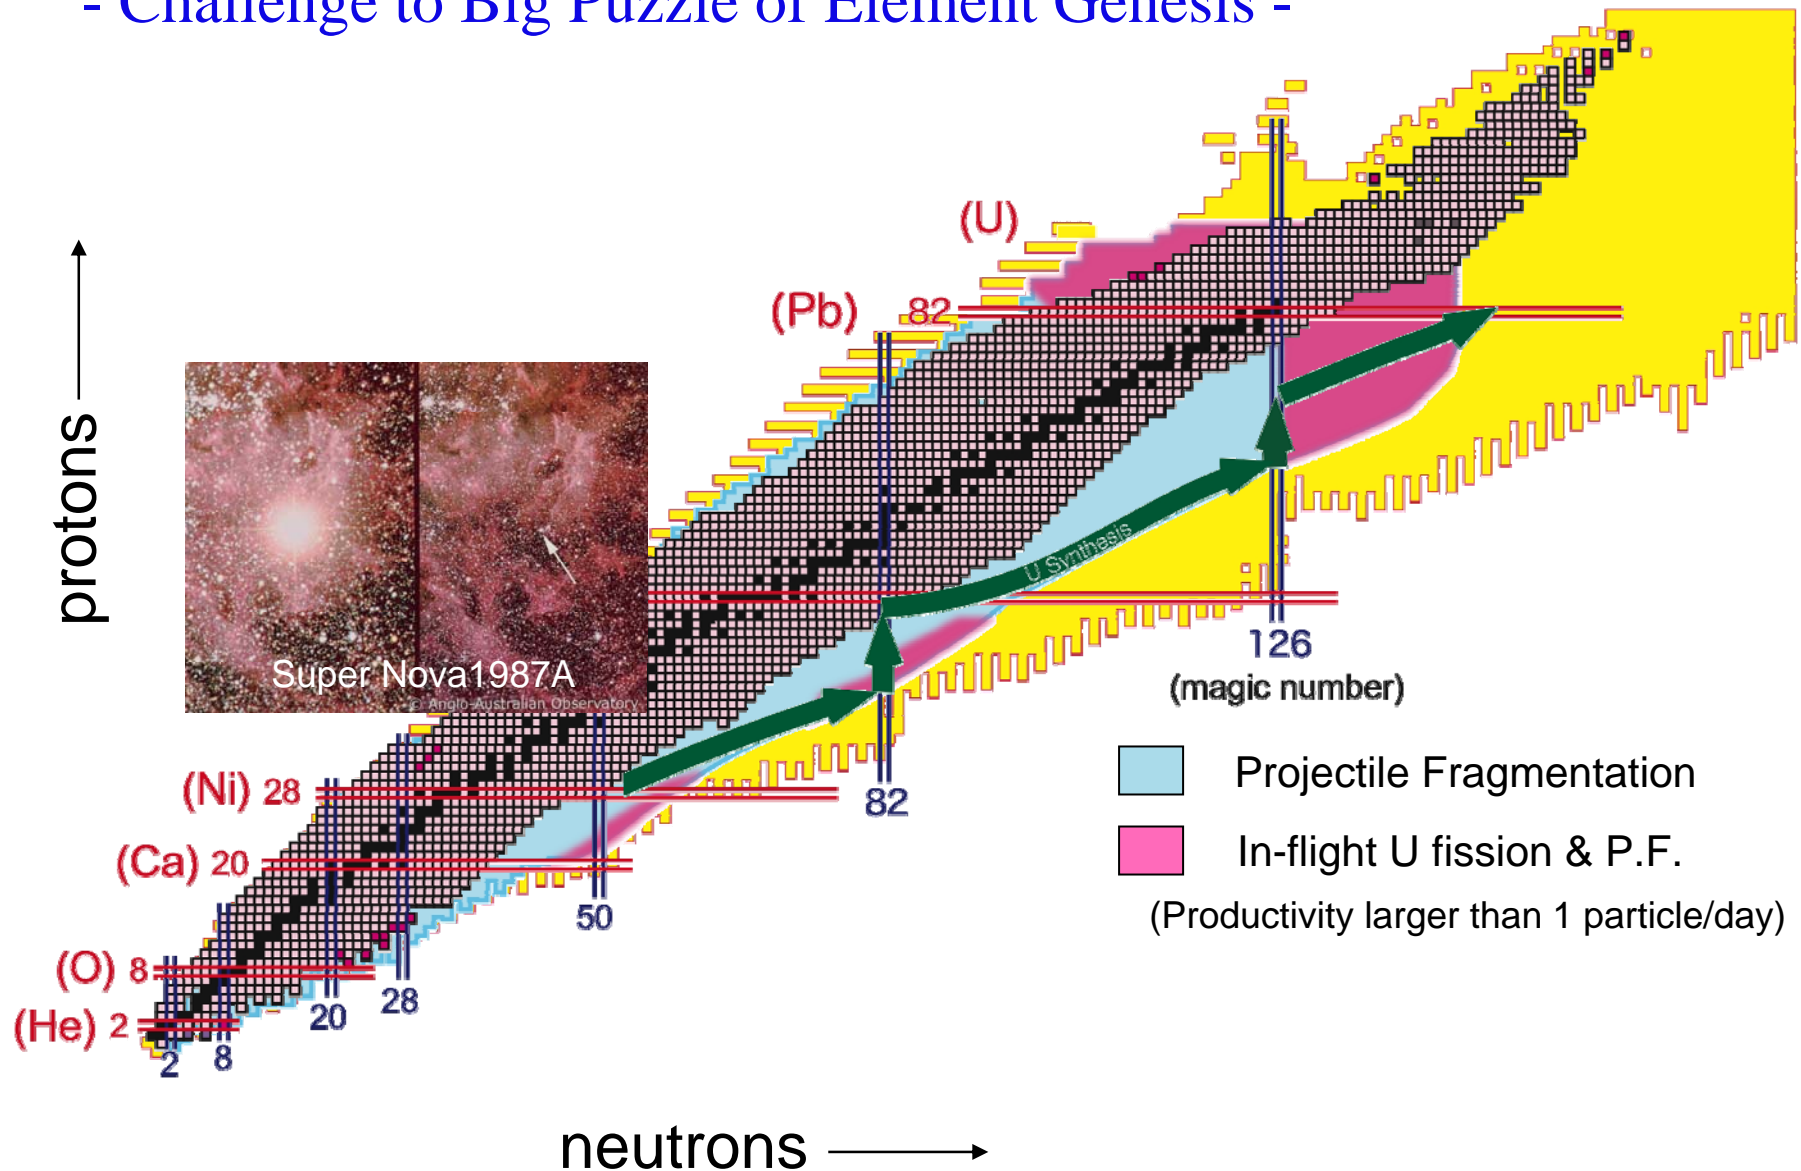 - Challenge to Big Puzzle of Element Genesis -
protons
(U)
(Pb) 82
Super Nova1987A
© Anglo-Australian Observatory
U Synthesis
126
(magic number)
(Ni) 28
82
(Ca) 20
50
(O) 8
28
20
(He) 2
2
8
Projectile Fragmentation
In-flight U fission & P.F.
(Productivity larger than 1 particle/day)
neutrons